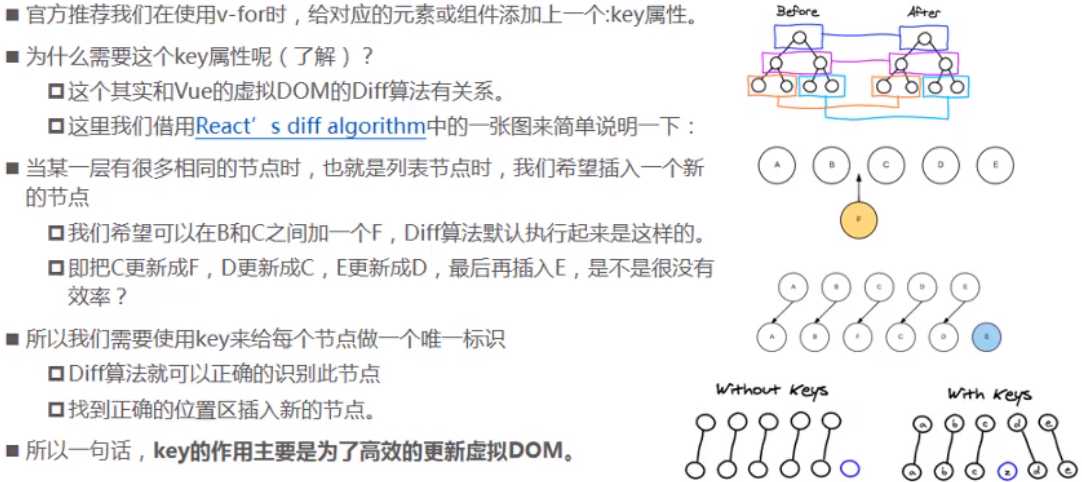 官方推荐我们在使用v-for时，给对应的元素或组件添加上一个:key属性。
为什么需要这个key属性呢（了解）？
这个其实和Vue的虚拟DOM的Diff算法有关系。
这里我们借用React's diff algorithm中的一张图来简单说明一下：
当某一层有很多相同的节点时，也就是列表节点时，我们希望插入一个新
的节点
我们希望可以在B和C之间加一个F，Diff算法默认执行起来是这样的。
即把C更新成F，D更新成C，E更新成D，最后再插入E，是不是很没有
效率？
所以我们需要使用key来给每个节点做一个唯一标识
Diff算法就可以正确的识别此节点
找到正确的位置区插入新的节点。
所以一句话，key的作用主要是为了高效的更新虚拟DOM。
Before After
A B C D E
F
A B C D E
A B F C D E
Without Keys
With Keys
a b c d e
a b c z d e